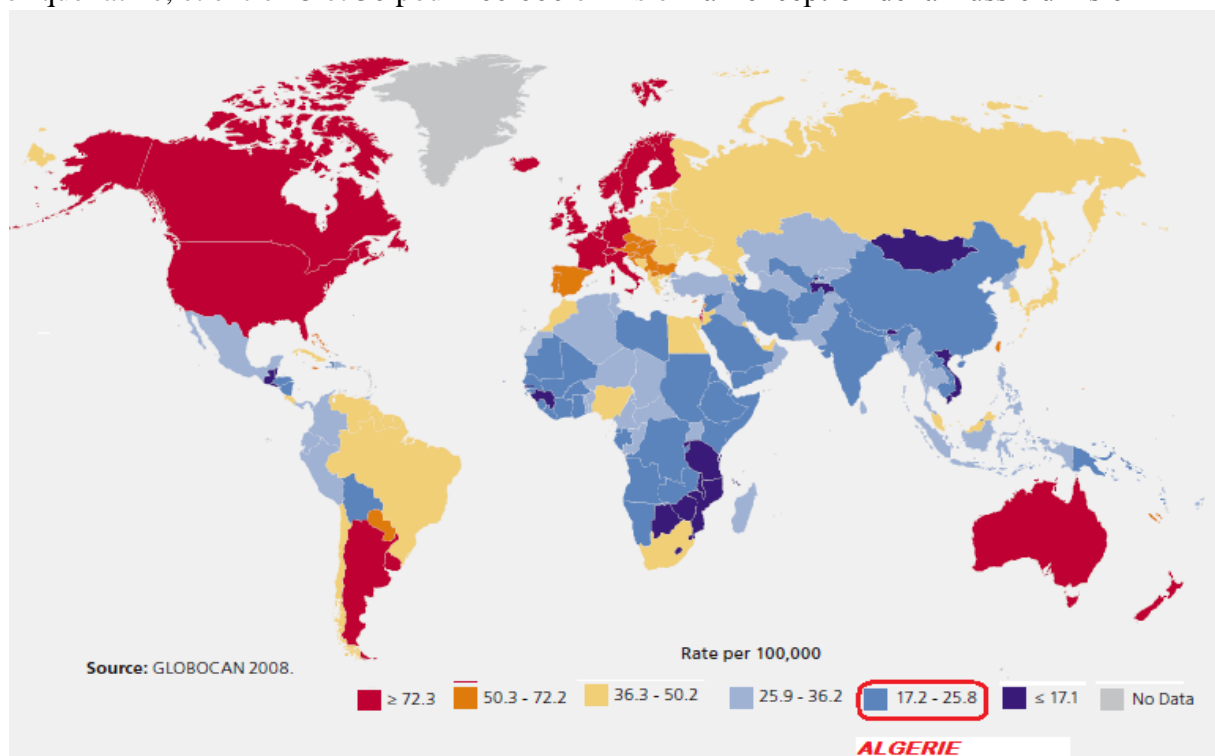 Rate per 100,000
Source: GLOBOCAN 2008.
≥ 72.3 50.3 - 72.2 36.3 - 50.2 25.9 - 36.2 17.2 - 25.8 ≤ 17.1 No Data
ALGERIE